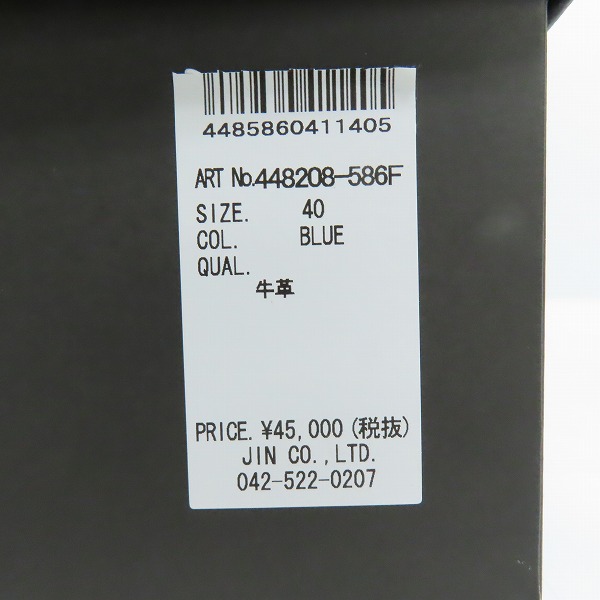 4485860411405
ART No.448208-586F
SIZE. 40
COL. BLUE
QUAL.
牛革
PRICE. ¥45,000(税抜)
JIN CO.,LTD.
042-522-0207